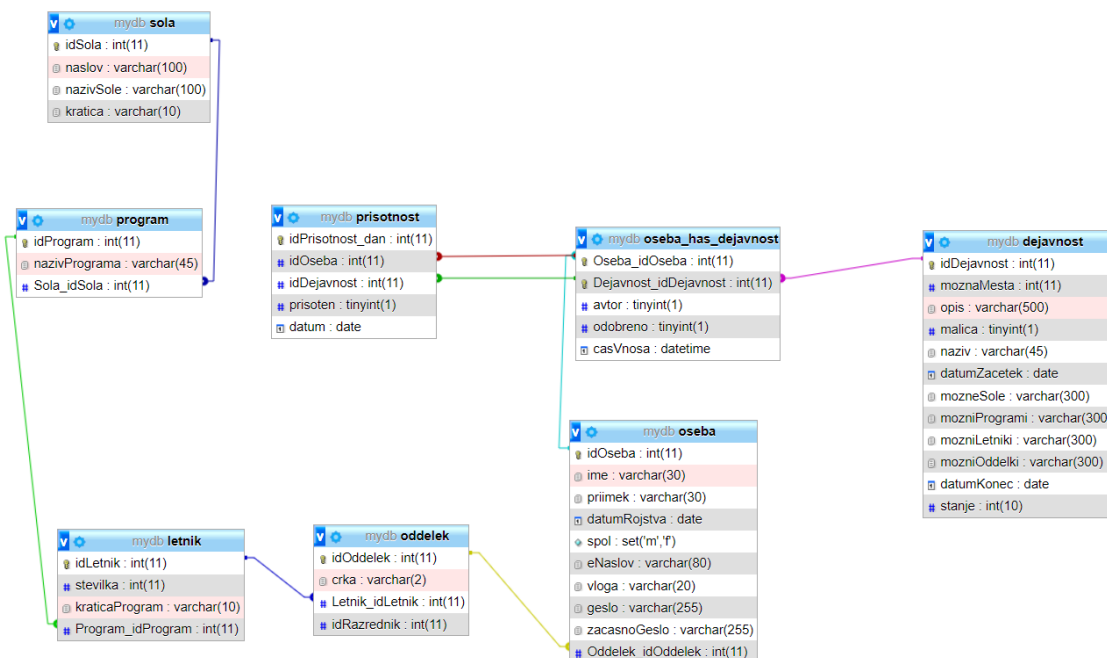 mydb sola
idSola : int(11)
naslov : varchar(100)
nazivSole : varchar(100)
kratica : varchar(10)
mydb program
idProgram : int(11)
nazivPrograma : varchar(45)
Sola_idSola : int(11)
mydb prisotnost
idPrisotnost_dan : int(11)
idOseba : int(11)
idDejavnost : int(11)
prisoten : tinyint(1)
datum : date
mydb oseba_has_dejavnost
Oseba_idOseba : int(11)
Dejavnost_idDejavnost : int(11)
avtor : tinyint(1)
odobreno : tinyint(1)
casVnosa : datetime
mydb dejavnost
idDejavnost : int(11)
moznaMesta : int(11)
opis : varchar(500)
malica : tinyint(1)
naziv : varchar(45)
datumZacetek : date
mozneSole : varchar(300)
mozniProgrami : varchar(300
mozniLetniki : varchar(300)
mozniOddelki : varchar(300)
datumKonec : date
stanje : int(10)
mydb letnik
idLetnik : int(11)
stevilka : int(11)
kraticaProgram : varchar(10)
Program_idProgram : int(11)
mydb oddelek
idOddelek : int(11)
crka : varchar(2)
Letnik_idLetnik : int(11)
idRazrednik : int(11)
mydb oseba
idOseba : int(11)
ime : varchar(30)
priimek : varchar(30)
datumRojstva : date
spol : set('m','f')
eNaslov : varchar(80)
vloga : varchar(20)
geslo : varchar(255)
zacasnoGeslo : varchar(255)
Oddelek_idOddelek : int(11)